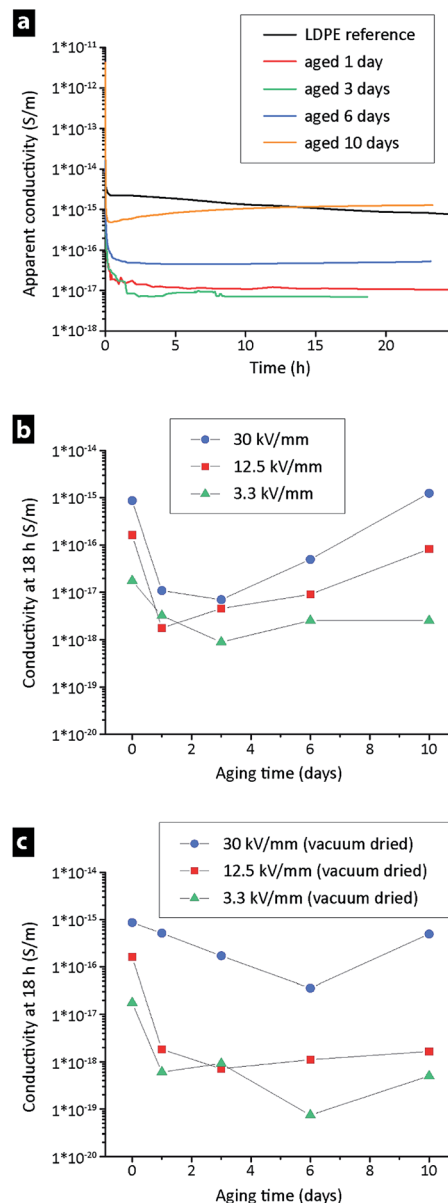 a
LDPE reference
aged 1 day
aged 3 days
aged 6 days
aged 10 days
Apparent conductivity (S/m)
1*10-11
1*10-12
1*10-13
1*10-14
1*10-15
1*10-16
1*10-17
1*10-18
0 5 10 15 20
Time (h)
b
30 kV/mm
12.5 kV/mm
3.3 kV/mm
Conductivity at 18 h (S/m)
1*10-14
1*10-15
1*10-16
1*10-17
1*10-18
1*10-19
1*10-20
0 2 4 6 8 10
Aging time (days)
c
30 kV/mm (vacuum dried)
12.5 kV/mm (vacuum dried)
3.3 kV/mm (vacuum dried)
Conductivity at 18 h (S/m)
1*10-14
1*10-15
1*10-16
1*10-17
1*10-18
1*10-19
1*10-20
0 2 4 6 8 10
Aging time (days)